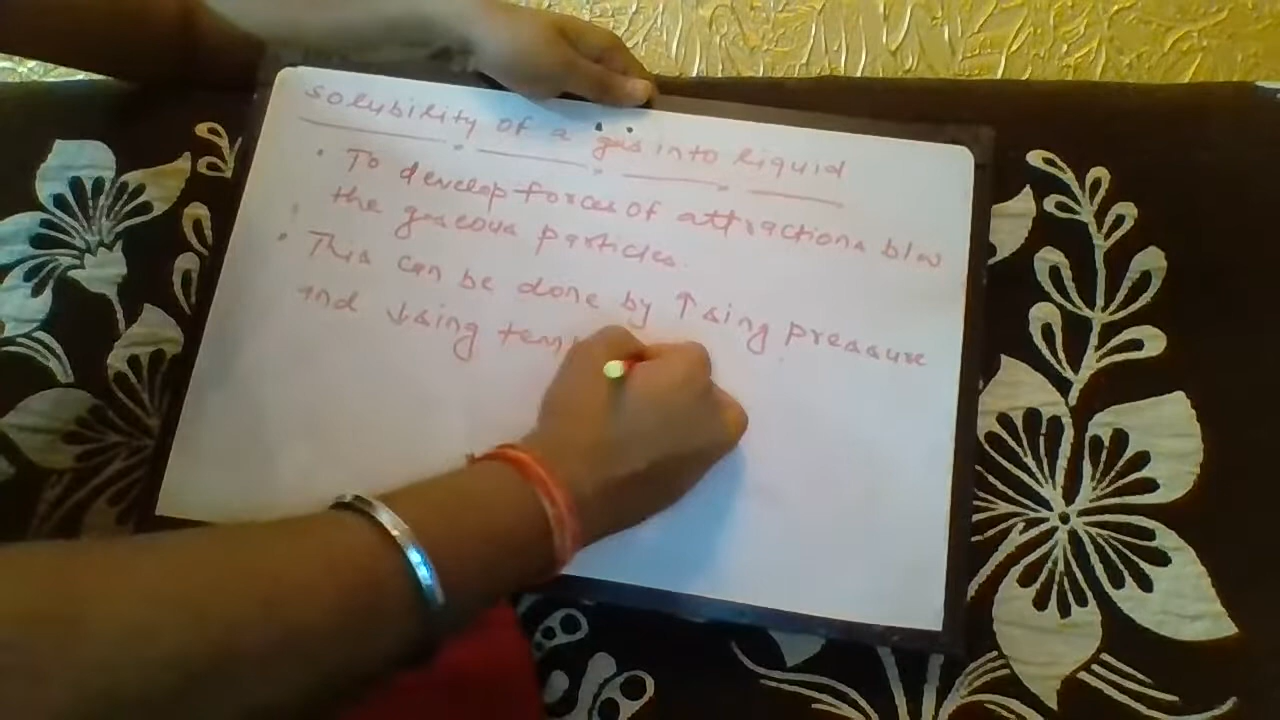 solubility of a gas into liquid
• To develop forces of attractions b/w
the gaseous particles.
• This can be done by ↑sing pressure
and ↓sing tem